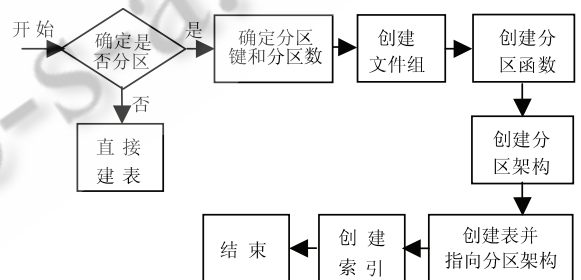 开始
确定是
否分区
是
确定分区
键和分区数
创建
文件组
创建分
区函数
否
直接
建表
创建分
区架构
创建表并
指向分区架构
创建
索引
结束